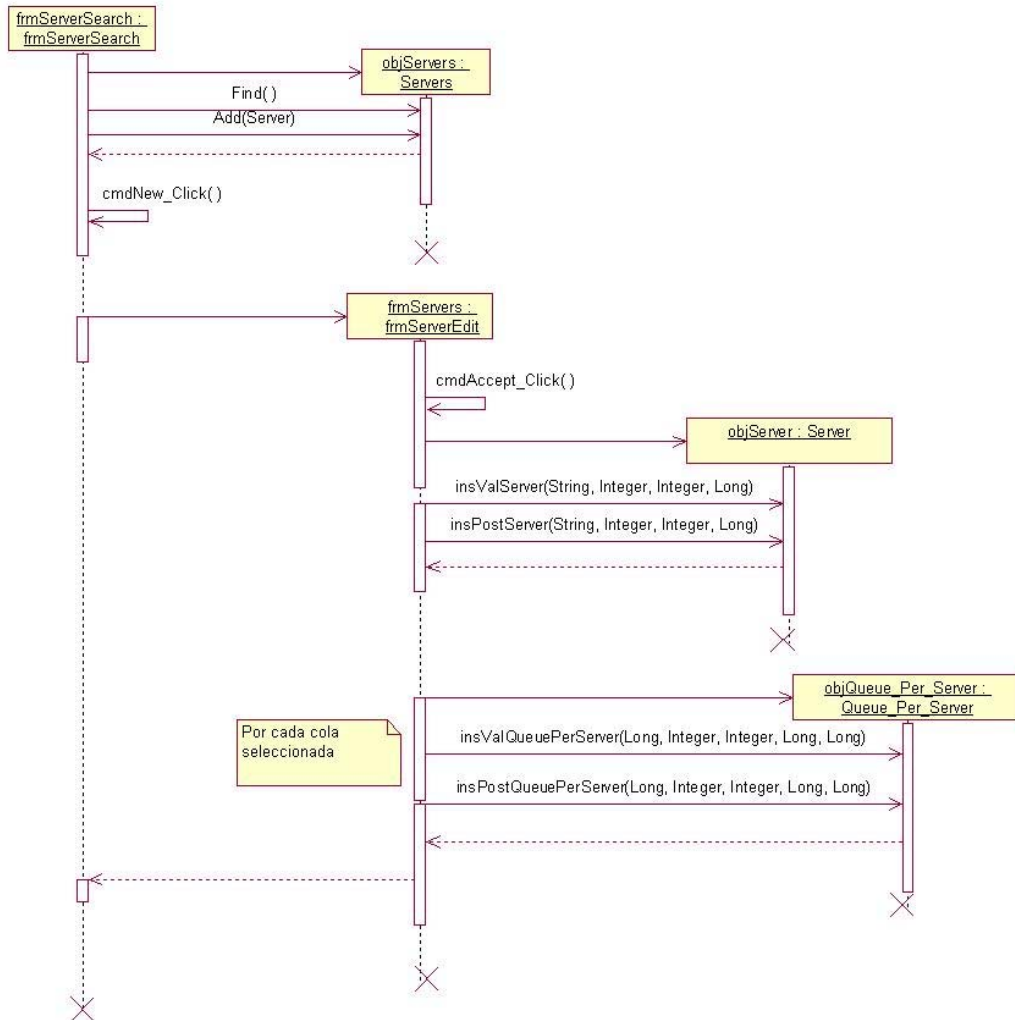 frmServerSearch :
frmServerSearch
objServers :
Servers
Find( )
Add(Server)
cmdNew_Click( )
frmServers :
frmServerEdit
cmdAccept_Click( )
objServer : Server
insValServer(String, Integer, Integer, Long)
insPostServer(String, Integer, Integer, Long)
objQueue_Per_Server :
Queue_Per_Server
Por cada cola
seleccionada
insValQueuePerServer(Long, Integer, Integer, Long, Long)
insPostQueuePerServer(Long, Integer, Integer, Long, Long)